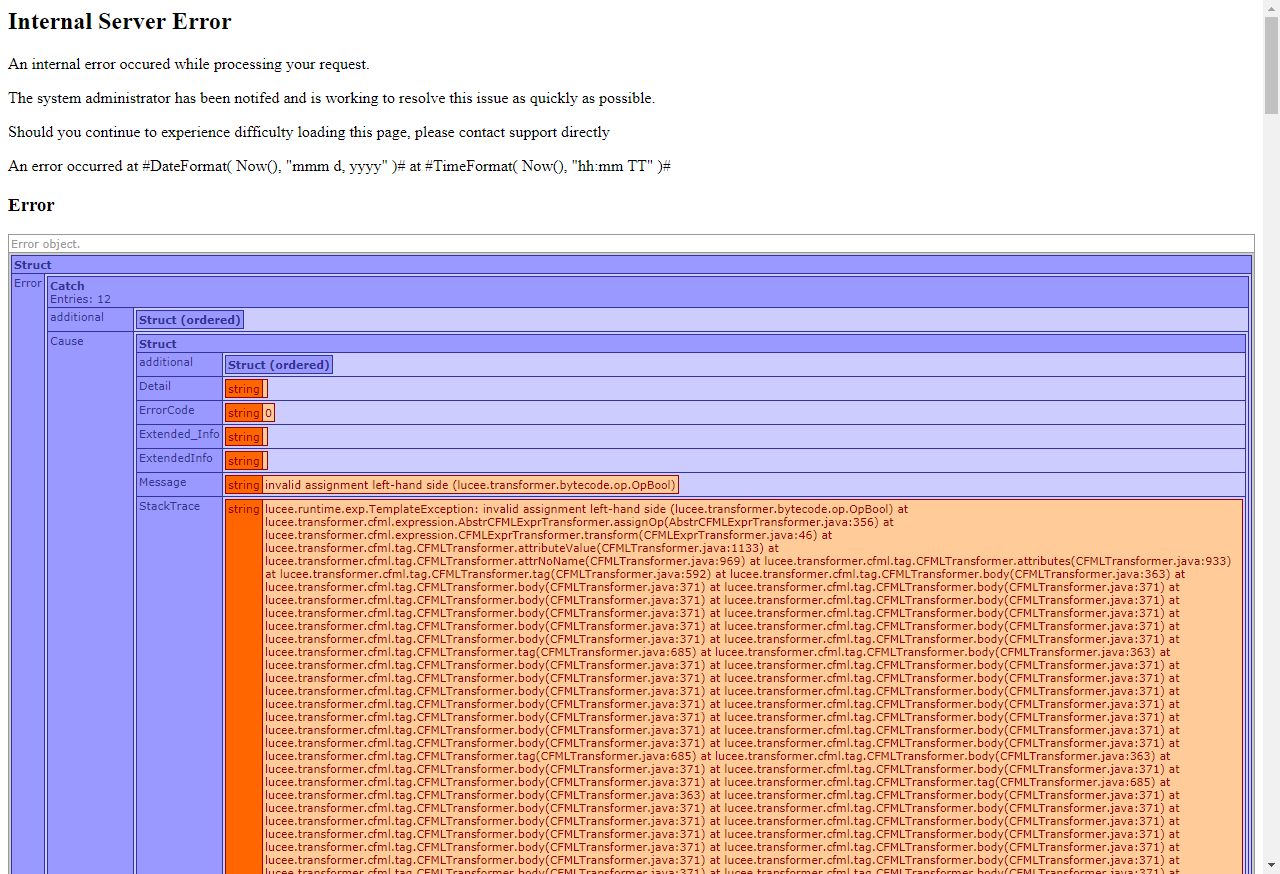 Internal Server Error
An internal error occured while processing your request.
The system administrator has been notifed and is working to resolve this issue as quickly as possible.
Should you continue to experience difficulty loading this page, please contact support directly
An error occurred at #DateFormat( Now(), "mmm d, yyyy" )# at #TimeFormat( Now(), "hh:mm TT" )#
Error
Error object.
Struct
Error
Catch
Entries: 12
additional
Struct (ordered)
Cause
Struct
additional
Struct (ordered)
Detail
string
ErrorCode
string 0
Extended_Info
string
ExtendedInfo
string
Message
string invalid assignment left-hand side (lucee.transformer.bytecode.op.OpBool)
StackTrace
string lucee.runtime.exp.TemplateException: invalid assignment left-hand side (lucee.transformer.bytecode.op.OpBool) at
lucee.transformer.cfml.expression.AbstrCFMLExprTransformer.assignOp(AbstrCFMLExprTransformer.java:356) at
lucee.transformer.cfml.expression.CFMLExprTransformer.transform(CFMLExprTransformer.java:46) at
lucee.transformer.cfml.tag.CFMLTransformer.attributeValue(CFMLTransformer.java:1133) at
lucee.transformer.cfml.tag.CFMLTransformer.attrNoName(CFMLTransformer.java:969) at lucee.transformer.cfml.tag.CFMLTransformer.attributes(CFMLTransformer.java:933)
at lucee.transformer.cfml.tag.CFMLTransformer.tag(CFMLTransformer.java:592) at lucee.transformer.cfml.tag.CFMLTransformer.body(CFMLTransformer.java:363) at
lucee.transformer.cfml.tag.CFMLTransformer.body(CFMLTransformer.java:371) at lucee.transformer.cfml.tag.CFMLTransformer.body(CFMLTransformer.java:371) at
lucee.transformer.cfml.tag.CFMLTransformer.body(CFMLTransformer.java:371) at lucee.transformer.cfml.tag.CFMLTransformer.body(CFMLTransformer.java:371) at
lucee.transformer.cfml.tag.CFMLTransformer.body(CFMLTransformer.java:371) at lucee.transformer.cfml.tag.CFMLTransformer.body(CFMLTransformer.java:371) at
lucee.transformer.cfml.tag.CFMLTransformer.body(CFMLTransformer.java:371) at lucee.transformer.cfml.tag.CFMLTransformer.body(CFMLTransformer.java:371) at
lucee.transformer.cfml.tag.CFMLTransformer.body(CFMLTransformer.java:371) at lucee.transformer.cfml.tag.CFMLTransformer.body(CFMLTransformer.java:371) at
lucee.transformer.cfml.tag.CFMLTransformer.tag(CFMLTransformer.java:685) at lucee.transformer.cfml.tag.CFMLTransformer.body(CFMLTransformer.java:363) at
lucee.transformer.cfml.tag.CFMLTransformer.body(CFMLTransformer.java:371) at lucee.transformer.cfml.tag.CFMLTransformer.body(CFMLTransformer.java:371) at
lucee.transformer.cfml.tag.CFMLTransformer.body(CFMLTransformer.java:371) at lucee.transformer.cfml.tag.CFMLTransformer.body(CFMLTransformer.java:371) at
lucee.transformer.cfml.tag.CFMLTransformer.body(CFMLTransformer.java:371) at lucee.transformer.cfml.tag.CFMLTransformer.body(CFMLTransformer.java:371) at
lucee.transformer.cfml.tag.CFMLTransformer.body(CFMLTransformer.java:371) at lucee.transformer.cfml.tag.CFMLTransformer.body(CFMLTransformer.java:371) at
lucee.transformer.cfml.tag.CFMLTransformer.body(CFMLTransformer.java:371) at lucee.transformer.cfml.tag.CFMLTransformer.body(CFMLTransformer.java:371) at
lucee.transformer.cfml.tag.CFMLTransformer.body(CFMLTransformer.java:371) at lucee.transformer.cfml.tag.CFMLTransformer.body(CFMLTransformer.java:371) at
lucee.transformer.cfml.tag.CFMLTransformer.body(CFMLTransformer.java:371) at lucee.transformer.cfml.tag.CFMLTransformer.body(CFMLTransformer.java:371) at
lucee.transformer.cfml.tag.CFMLTransformer.tag(CFMLTransformer.java:685) at lucee.transformer.cfml.tag.CFMLTransformer.body(CFMLTransformer.java:363) at
lucee.transformer.cfml.tag.CFMLTransformer.body(CFMLTransformer.java:371) at lucee.transformer.cfml.tag.CFMLTransformer.body(CFMLTransformer.java:371) at
lucee.transformer.cfml.tag.CFMLTransformer.body(CFMLTransformer.java:371) at lucee.transformer.cfml.tag.CFMLTransformer.tag(CFMLTransformer.java:685) at
lucee.transformer.cfml.tag.CFMLTransformer.body(CFMLTransformer.java:363) at lucee.transformer.cfml.tag.CFMLTransformer.body(CFMLTransformer.java:371) at
lucee.transformer.cfml.tag.CFMLTransformer.body(CFMLTransformer.java:371) at lucee.transformer.cfml.tag.CFMLTransformer.body(CFMLTransformer.java:371) at
lucee.transformer.cfml.tag.CFMLTransformer.body(CFMLTransformer.java:371) at lucee.transformer.cfml.tag.CFMLTransformer.body(CFMLTransformer.java:371) at
lucee.transformer.cfml.tag.CFMLTransformer.body(CFMLTransformer.java:371) at lucee.transformer.cfml.tag.CFMLTransformer.body(CFMLTransformer.java:371) at
lucee.transformer.cfml.tag.CFMLTransformer.body(CFMLTransformer.java:371) at lucee.transformer.cfml.tag.CFMLTransformer.body(CFMLTransformer.java:371) at
lucee.transformer.cfml.tag.CFMLTransformer.body(CFMLTransformer.java:371) at lucee.transformer.cfml.tag.CFMLTransformer.body(CFMLTransformer.java:371) at